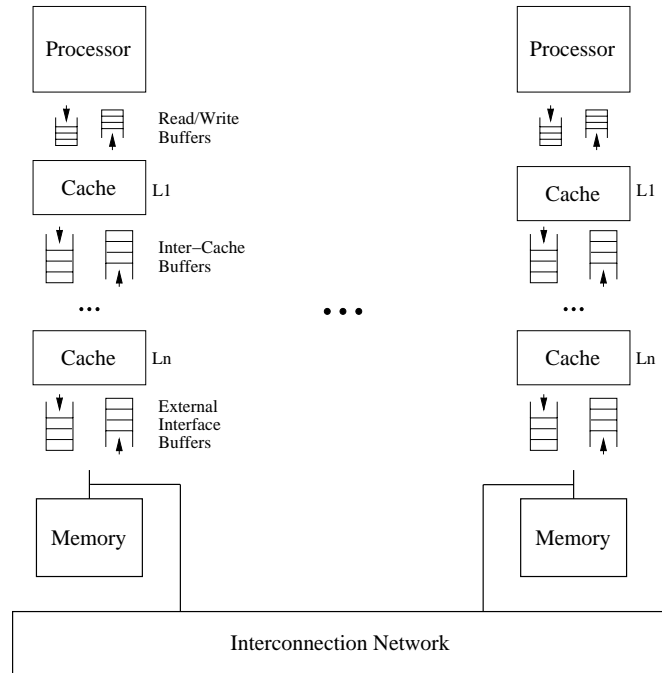 Processor
Processor
Read/Write
Buffers
Cache
L1
Cache
L1
Inter−Cache
Buffers
...
...
...
Cache
Ln
Cache
Ln
External
Interface
Buffers
Memory
Memory
Interconnection Network